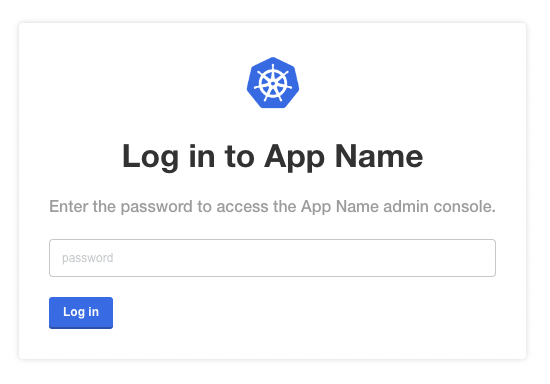 Log in to App Name
Enter the password to access the App Name admin console.
password
Log in